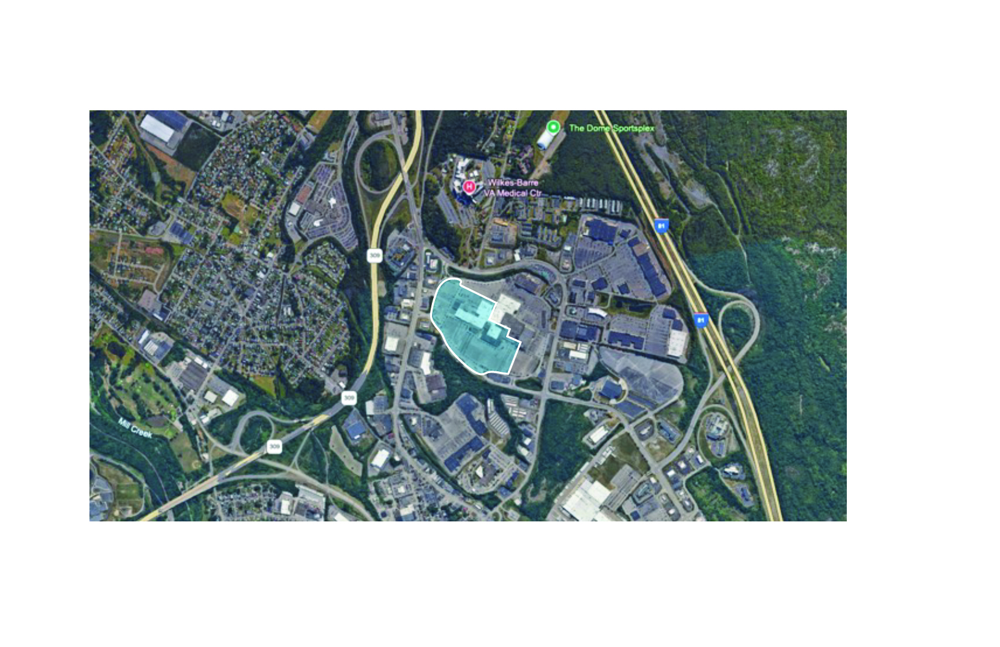 The Dome Sportsplex
H
Wilkes-Barre
VA Medical Ctr
81
309
81
309
Mill Creek
309